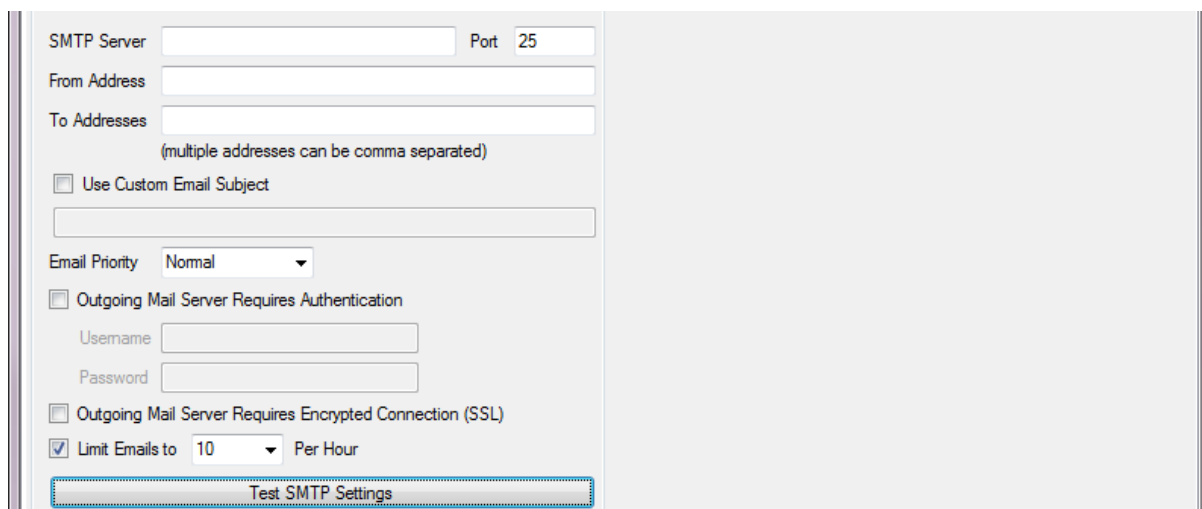 SMTP Server Port 25
From Address
To Addresses
(multiple addresses can be comma separated)
Use Custom Email Subject
Email Priority Normal
Outgoing Mail Server Requires Authentication
Username
Password
Outgoing Mail Server Requires Encrypted Connection (SSL)
Limit Emails to 10 Per Hour
Test SMTP Settings